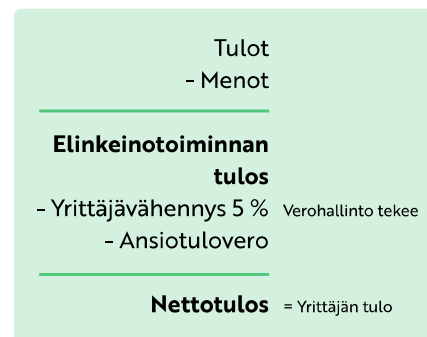 Tulot
- Menot
Elinkeinotoiminnan
tulos
- Yrittäjävähennys 5 % Verohallinto tekee
- Ansiotulovero
Nettotulos = Yrittäjän tulo